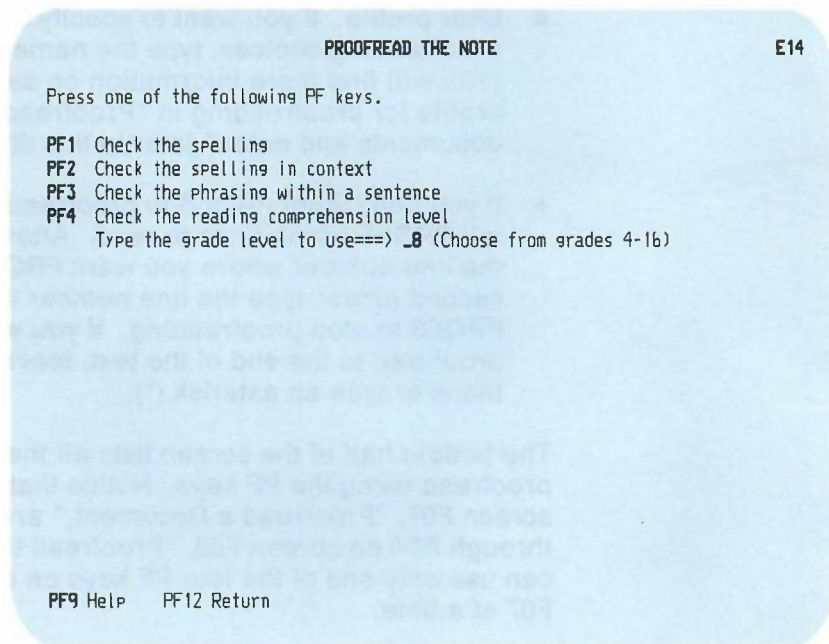 PROOFREAD THE NOTE E14
Press one of the following PF keys.
PF1 Check the spelling
PF2 Check the spelling in context
PF3 Check the phrasing within a sentence
PF4 Check the reading comprehension level
Type the grade level to use===> _8 (Choose from grades 4-16)
PF9 Help PF12 Return